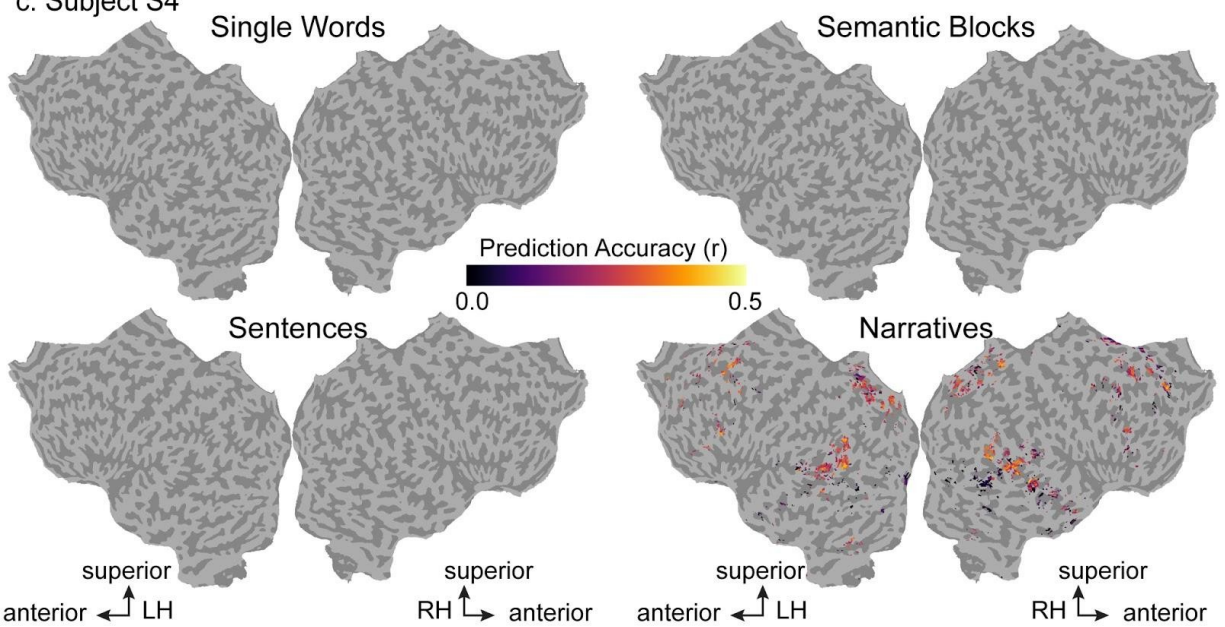 c. Subject S4
Single Words
Semantic Blocks
Prediction Accuracy (r)
0.0 0.5
Sentences
Narratives
superior superior superior superior
anterior LH RH anterior anterior LH RH anterior